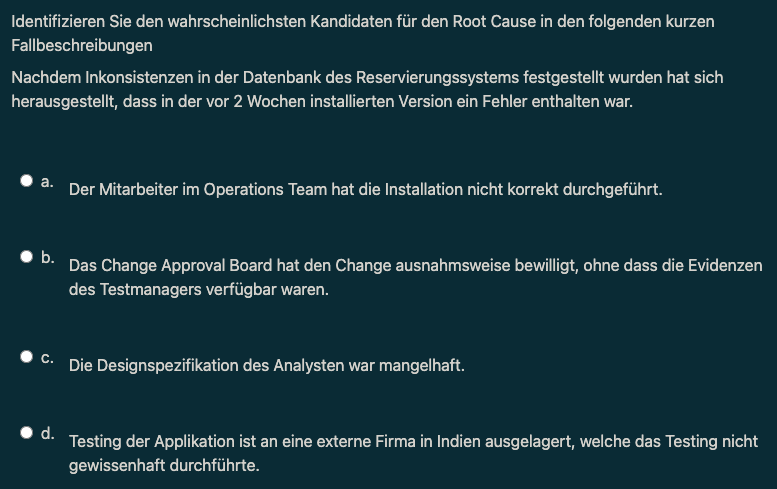 Identifizieren Sie den wahrscheinlichsten Kandidaten für den Root Cause in den folgenden kurzen
Fallbeschreibungen
Nachdem Inkonsistenzen in der Datenbank des Reservierungssystems festgestellt wurden hat sich
herausgestellt, dass in der vor 2 Wochen installierten Version ein Fehler enthalten war.
a. Der Mitarbeiter im Operations Team hat die Installation nicht korrekt durchgeführt.
b. Das Change Approval Board hat den Change ausnahmsweise bewilligt, ohne dass die Evidenzen
des Testmanagers verfügbar waren.
c. Die Designspezifikation des Analysten war mangelhaft.
d. Testing der Applikation ist an eine externe Firma in Indien ausgelagert, welche das Testing nicht
gewissenhaft durchführte.